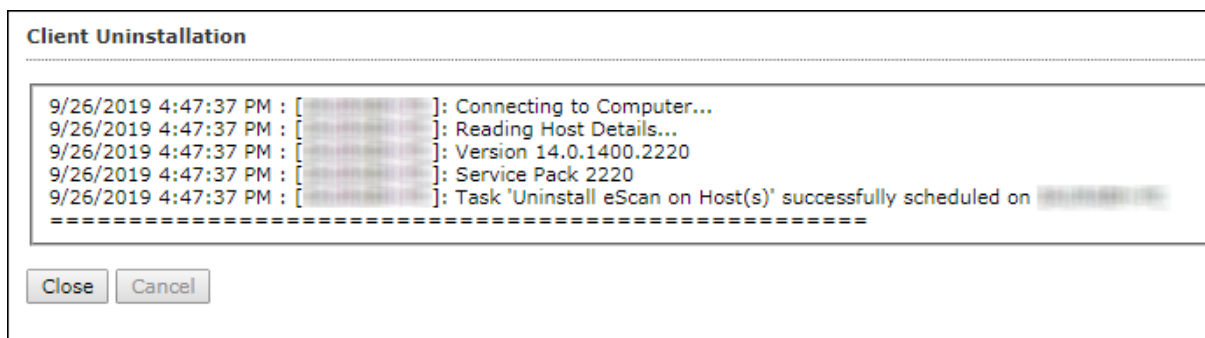 Client Uninstallation
9/26/2019 4:47:37 PM : [ ]: Connecting to Computer...
9/26/2019 4:47:37 PM : [ ]: Reading Host Details...
9/26/2019 4:47:37 PM : [ ]: Version 14.0.1400.2220
9/26/2019 4:47:37 PM : [ ]: Service Pack 2220
9/26/2019 4:47:37 PM : [ ]: Task 'Uninstall eScan on Host(s)' successfully scheduled on
====================================================
Close Cancel